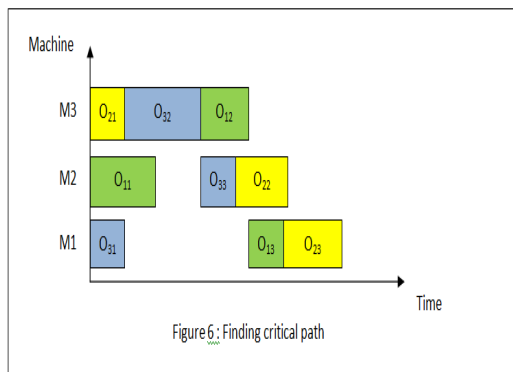 Machine
M3 O21 O32 O12
M2 O11 O33 O22
M1 O31 O13 O23
Time
Figure 6 : Finding critical path